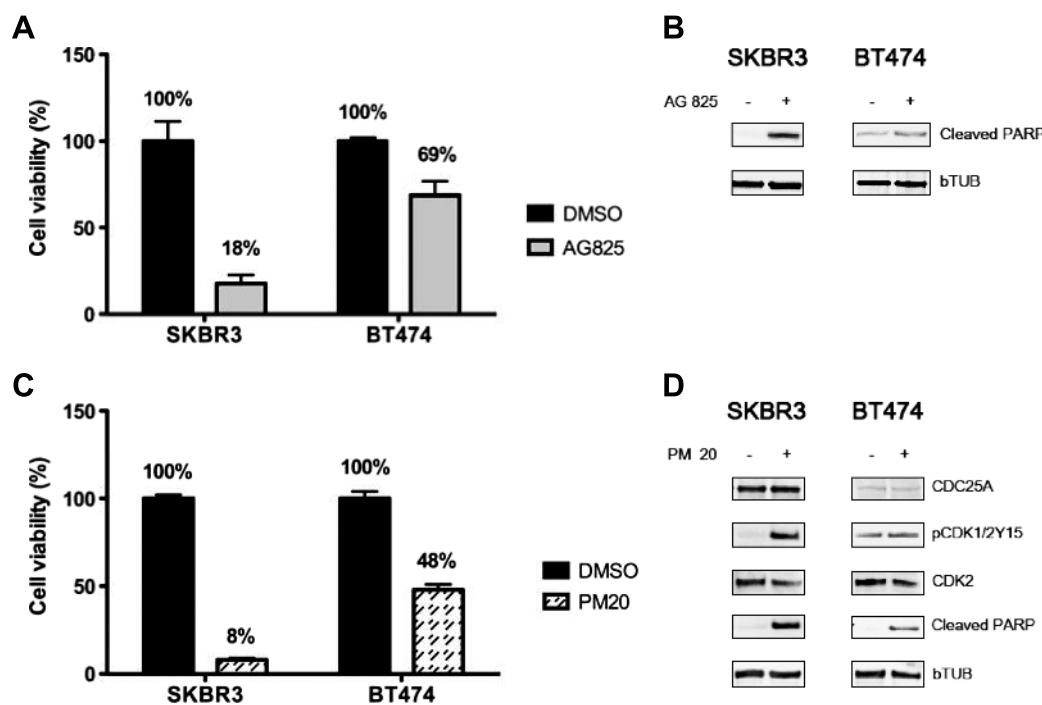 A
150
100
50
0
Cell viability (%)
100%
18%
100%
69%
SKBR3
BT474
DMSO
AG825
B
SKBR3 BT474
AG 825 - + - +
Cleaved PARP
bTUB
C
150
100
50
0
Cell viability (%)
100%
8%
100%
48%
SKBR3
BT474
DMSO
PM20
D
SKBR3 BT474
PM 20 - + - +
CDC25A
pCDK1/2Y15
CDK2
Cleaved PARP
bTUB